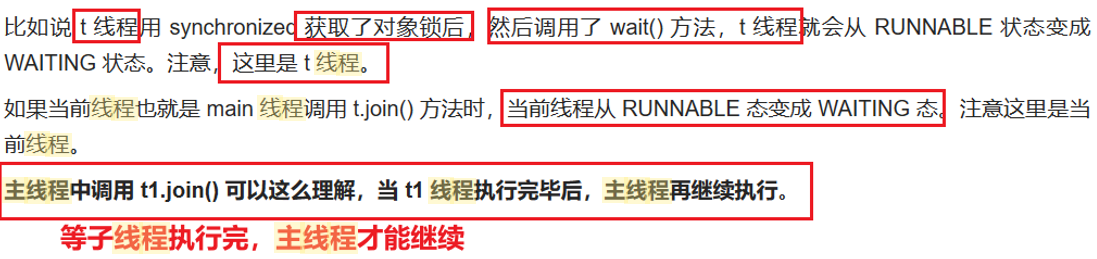 比如说 t 线程用 synchronized 获取了对象锁后，然后调用了 wait() 方法，t 线程就会从 RUNNABLE 状态变成
WAITING 状态。注意，这里是 t 线程。
如果当前线程也就是 main 线程调用 t.join() 方法时，当前线程从 RUNNABLE 态变成 WAITING 态。注意这里是当
前线程。
主线程中调用 t1.join() 可以这么理解，当 t1 线程执行完毕后，主线程再继续执行。
等子线程执行完，主线程才能继续